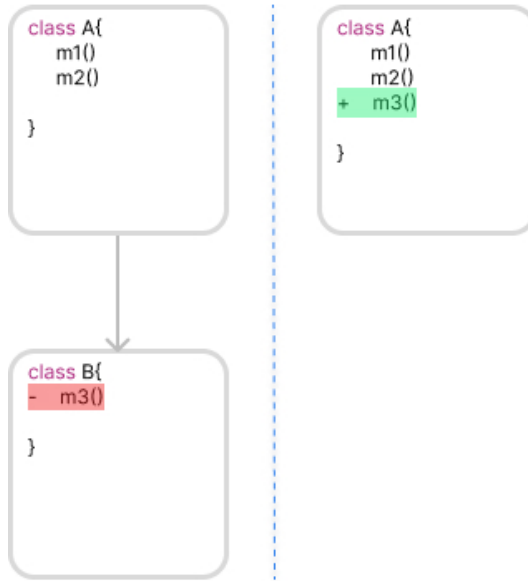 class A{
m1()
m2()
}
class B{
- m3()
}
class A{
m1()
m2()
+ m3()
}